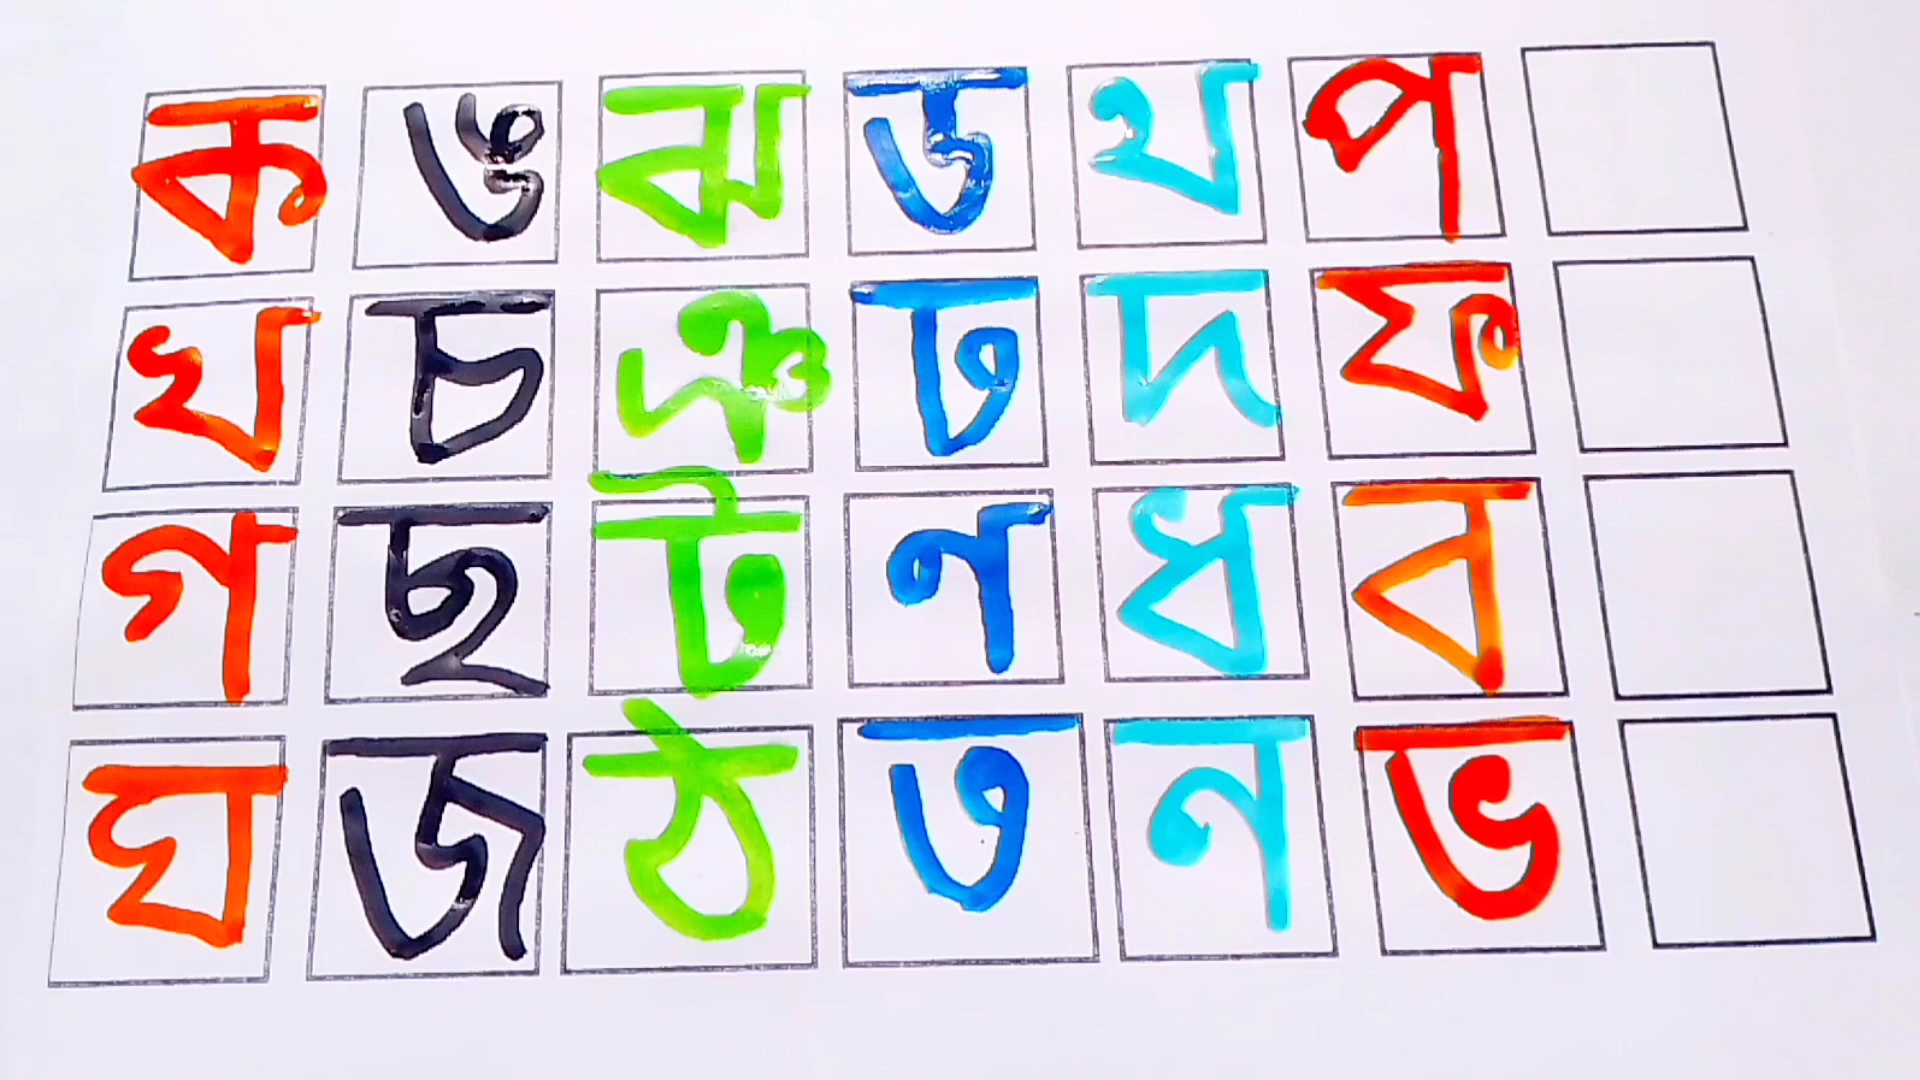 ক ঙ ঝ ড থ প
খ চ ঞ ঢ দ ফ
গ ছ ট ণ ধ ব
ঘ জ ঠ ত ন ভ